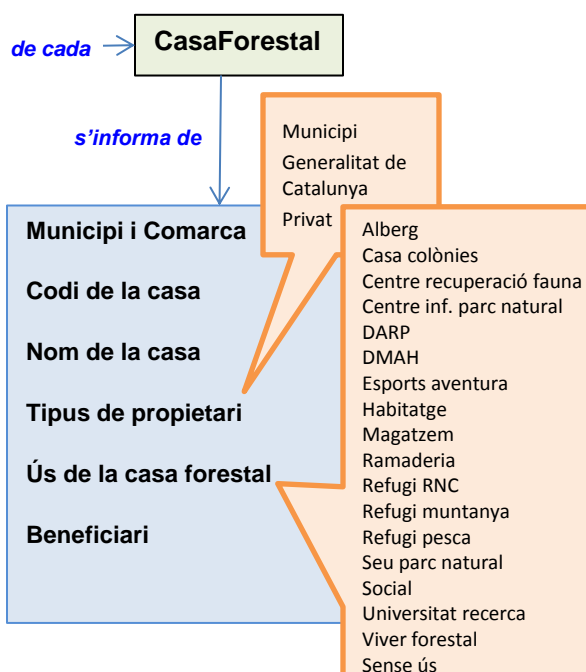 CasaForestal
de cada
s'informa de
Municipi
Generalitat de
Catalunya
Privat
Municipi i Comarca
Codi de la casa
Nom de la casa
Tipus de propietari
Ús de la casa forestal
Beneficiari
Alberg
Casa colònies
Centre recuperació fauna
Centre inf. parc natural
DARP
DMAH
Esports aventura
Habitatge
Magatzem
Ramaderia
Refugi RNC
Refugi muntanya
Refugi pesca
Seu parc natural
Social
Universitat recerca
Viver forestal
Sense ús